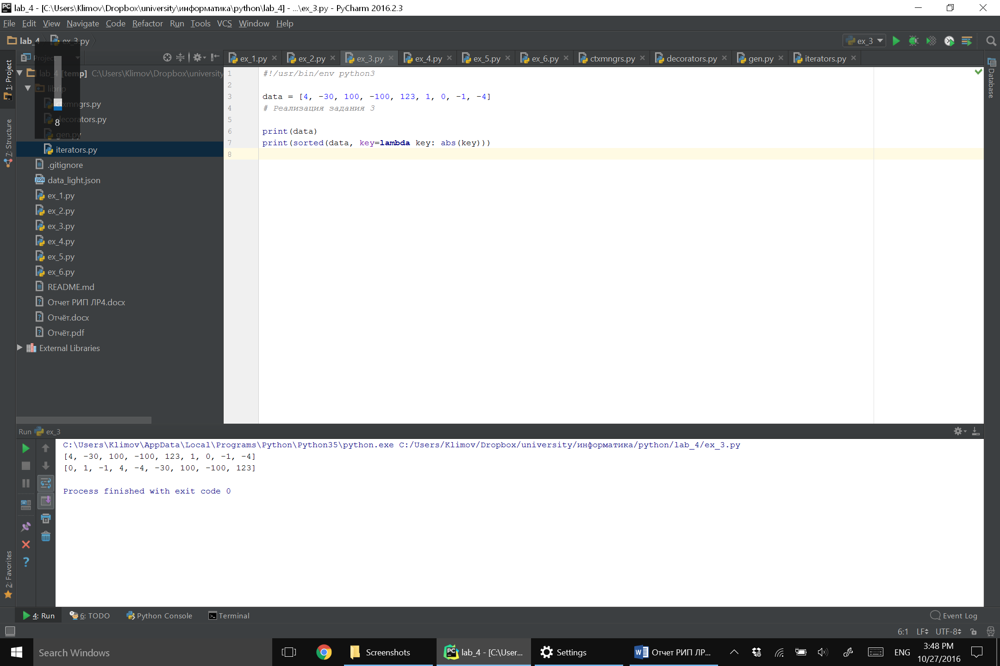 lab_4 - [C:\Users\Klimov\Dropbox\university\информатика\python\lab_4] - ...\ex_3.py - PyCharm 2016.2.3
File Edit View Navigate Code Refactor Run Tools VCS Window Help
lab_4 ex_3.py
ex_3
Project
ex_1.py ex_2.py ex_3.py ex_4.py ex_5.py ex_6.py ctxmngrs.py decorators.py gen.py iterators.py
1: Project
7: Structure
2: Favorites
Database
lab_4 [temp] C:\Users\Klimov\Dropbox\university
librip
ctxmngrs.py
decorators.py
8
gen.py
iterators.py
.gitignore
data_light.json
ex_1.py
ex_2.py
ex_3.py
ex_4.py
ex_5.py
ex_6.py
README.md
Отчет РИП ЛР4.docx
Отчёт.docx
Отчёт.pdf
External Libraries
1 #!/usr/bin/env python3
2
3 data = [4, -30, 100, -100, 123, 1, 0, -1, -4]
4 # Реализация задания 3
5
6 print(data)
7 print(sorted(data, key=lambda key: abs(key)))
8
Run ex_3
C:\Users\Klimov\AppData\Local\Programs\Python\Python35\python.exe C:/Users/Klimov/Dropbox/university/информатика/python/lab_4/ex_3.py
[4, -30, 100, -100, 123, 1, 0, -1, -4]
[0, 1, -1, 4, -4, -30, 100, -100, 123]
Process finished with exit code 0
4: Run 6: TODO Python Console Terminal Event Log
6:1 LF UTF-8
Search Windows
Screenshots
lab_4 - [C:\User...
Settings
Отчет РИП ЛР...
ENG
3:48 PM
10/27/2016